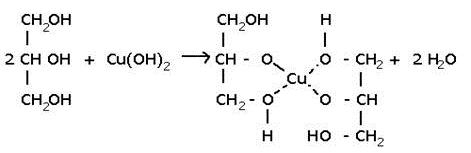 CH2OH CH2OH H
2 CH OH + Cu(OH)2 → CH - O O - CH2 + 2 H2O
Cu
CH2OH CH2 - O O - CH
H HO - CH2